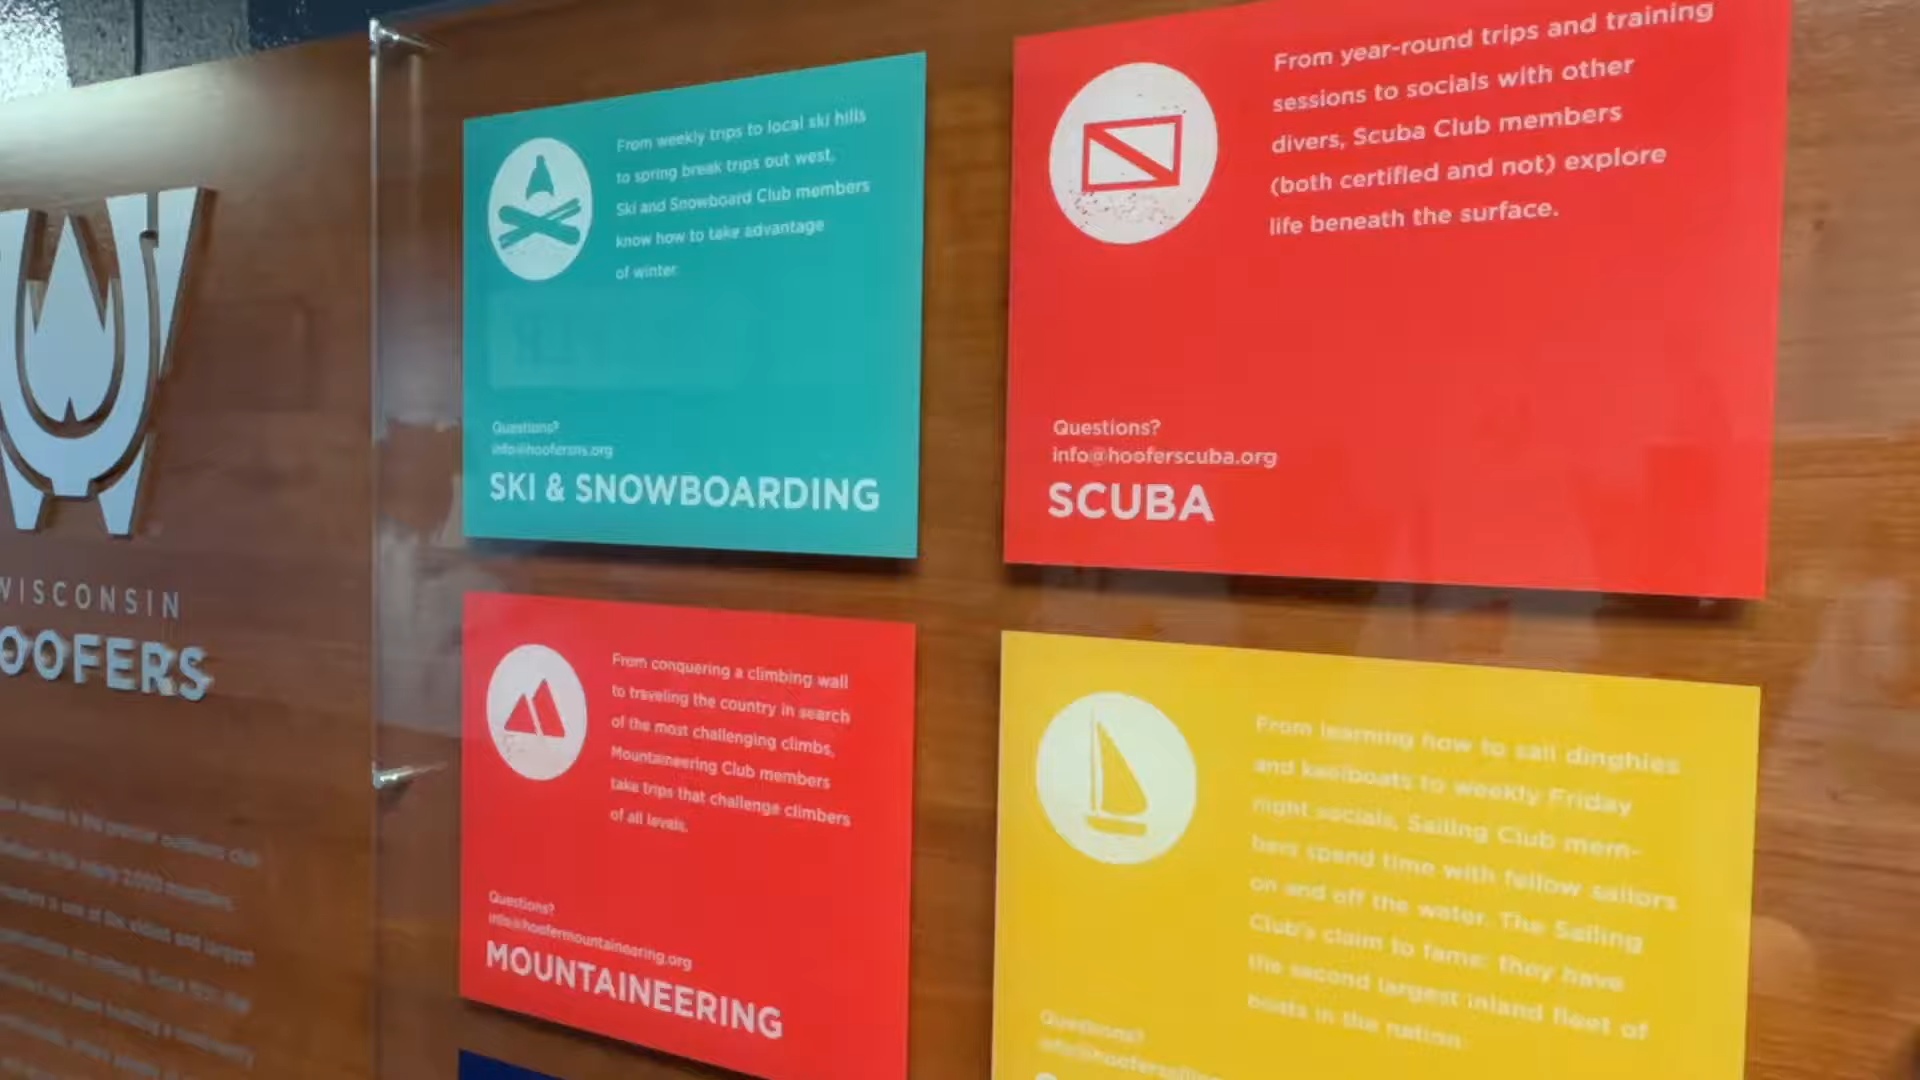 WISCONSIN
OOFERS
From weekly trips to local ski hills
to spring break trips out west,
Ski and Snowboard Club members
know how to take advantage
of winter.
Questions?
info@hoofersns.org
SKI & SNOWBOARDING
From year-round trips and training
sessions to socials with other
divers, Scuba Club members
(both certified and not) explore
life beneath the surface.
Questions?
info@hooferscuba.org
SCUBA
From conquering a climbing wall
to traveling the country in search
of the most challenging climbs,
Mountaineering Club members
take trips that challenge climbers
of all levels.
Questions?
info@hoofermountaineering.org
MOUNTAINEERING
From learning how to sail dinghies
and keelboats to weekly Friday
night socials, Sailing Club mem-
bers spend time with fellow sailors
on and off the water. The Sailing
Club's claim to fame: they have
the second largest inland fleet of
boats in the nation.
Questions?